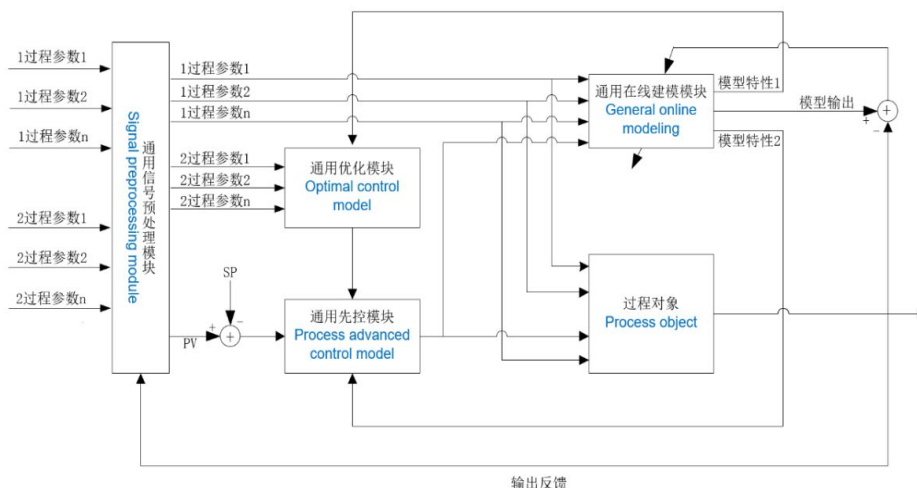 1过程参数1
1过程参数2
1过程参数n
2过程参数1
2过程参数2
2过程参数n
通用信号预处理模块
Signal preprocessing module
1过程参数1
1过程参数2
1过程参数n
2过程参数1
2过程参数2
2过程参数n
通用优化模块
Optimal control
model
SP
-
+
+
PV
通用先控模块
Process advanced
control model
通用在线建模模块
General online
modeling
模型特性1
模型输出
模型特性2
+
+
-
过程对象
Process object
输出反馈